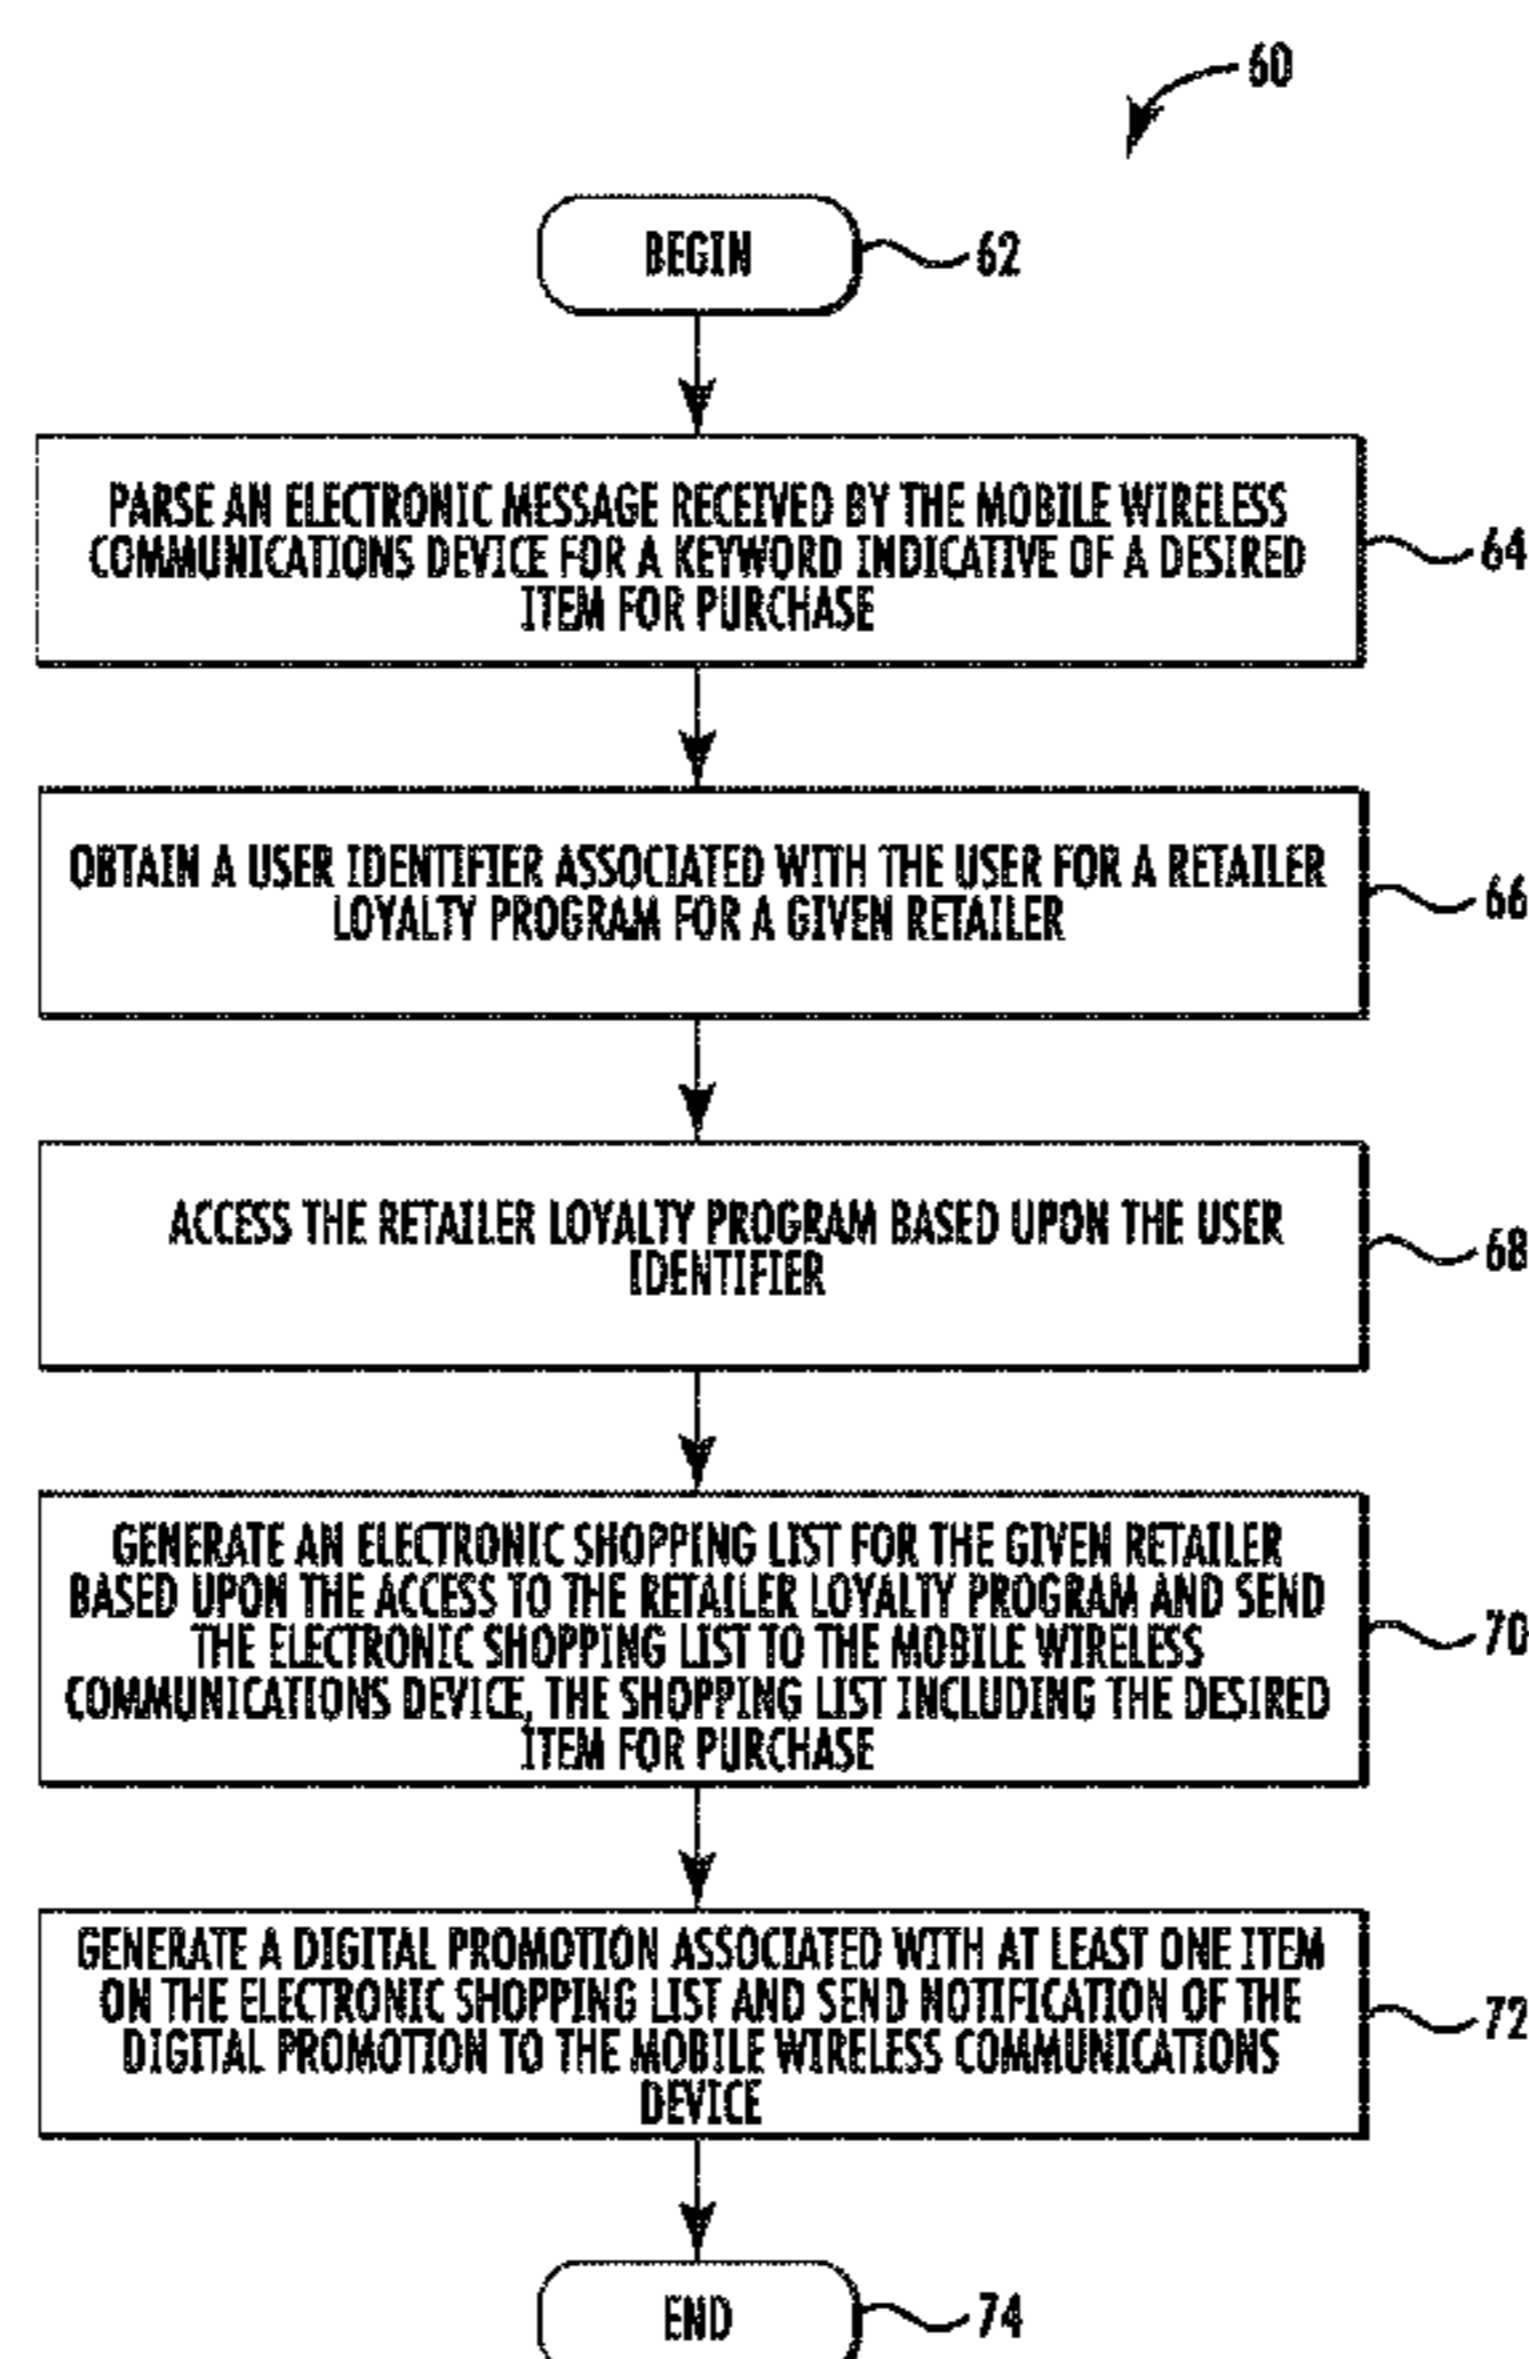 60
BEGIN
62
PARSE AN ELECTRONIC MESSAGE RECEIVED BY THE MOBILE WIRELESS
COMMUNICATIONS DEVICE FOR A KEYWORD INDICATIVE OF A DESIRED
ITEM FOR PURCHASE
64
OBTAIN A USER IDENTIFIER ASSOCIATED WITH THE USER FOR A RETAILER
LOYALTY PROGRAM FOR A GIVEN RETAILER
66
ACCESS THE RETAILER LOYALTY PROGRAM BASED UPON THE USER
IDENTIFIER
68
GENERATE AN ELECTRONIC SHOPPING LIST FOR THE GIVEN RETAILER
BASED UPON THE ACCESS TO THE RETAILER LOYALTY PROGRAM AND SEND
THE ELECTRONIC SHOPPING LIST TO THE MOBILE WIRELESS
COMMUNICATIONS DEVICE, THE SHOPPING LIST INCLUDING THE DESIRED
ITEM FOR PURCHASE
70
GENERATE A DIGITAL PROMOTION ASSOCIATED WITH AT LEAST ONE ITEM
ON THE ELECTRONIC SHOPPING LIST AND SEND NOTIFICATION OF THE
DIGITAL PROMOTION TO THE MOBILE WIRELESS COMMUNICATIONS
DEVICE
72
END
74